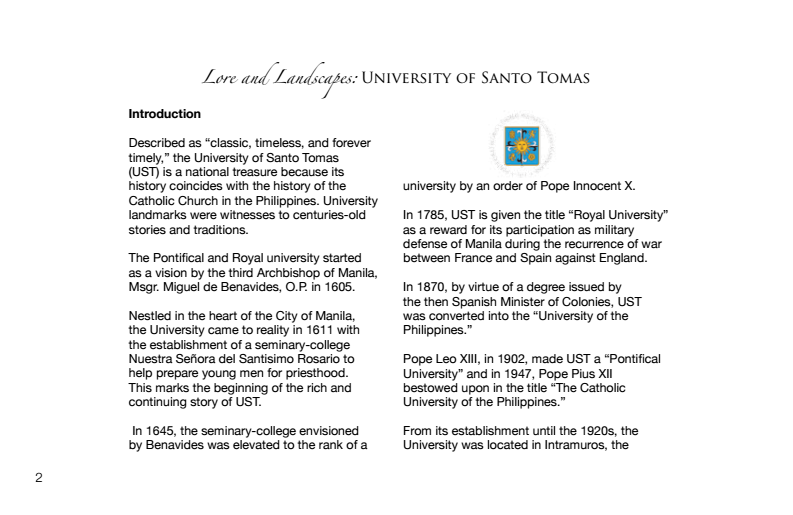 Lore and Landscapes: University of Santo Tomas
Introduction
Described as “classic, timeless, and forever
timely,” the University of Santo Tomas
(UST) is a national treasure because its
history coincides with the history of the
Catholic Church in the Philippines. University
landmarks were witnesses to centuries-old
stories and traditions.
The Pontifical and Royal university started
as a vision by the third Archbishop of Manila,
Msgr. Miguel de Benavides, O.P. in 1605.
Nestled in the heart of the City of Manila,
the University came to reality in 1611 with
the establishment of a seminary-college
Nuestra Señora del Santisimo Rosario to
help prepare young men for priesthood.
This marks the beginning of the rich and
continuing story of UST.
In 1645, the seminary-college envisioned
by Benavides was elevated to the rank of a
university by an order of Pope Innocent X.
In 1785, UST is given the title “Royal University”
as a reward for its participation as military
defense of Manila during the recurrence of war
between France and Spain against England.
In 1870, by virtue of a degree issued by
the then Spanish Minister of Colonies, UST
was converted into the “University of the
Philippines.”
Pope Leo XIII, in 1902, made UST a “Pontifical
University” and in 1947, Pope Pius XII
bestowed upon in the title “The Catholic
University of the Philippines.”
From its establishment until the 1920s, the
University was located in Intramuros, the
2